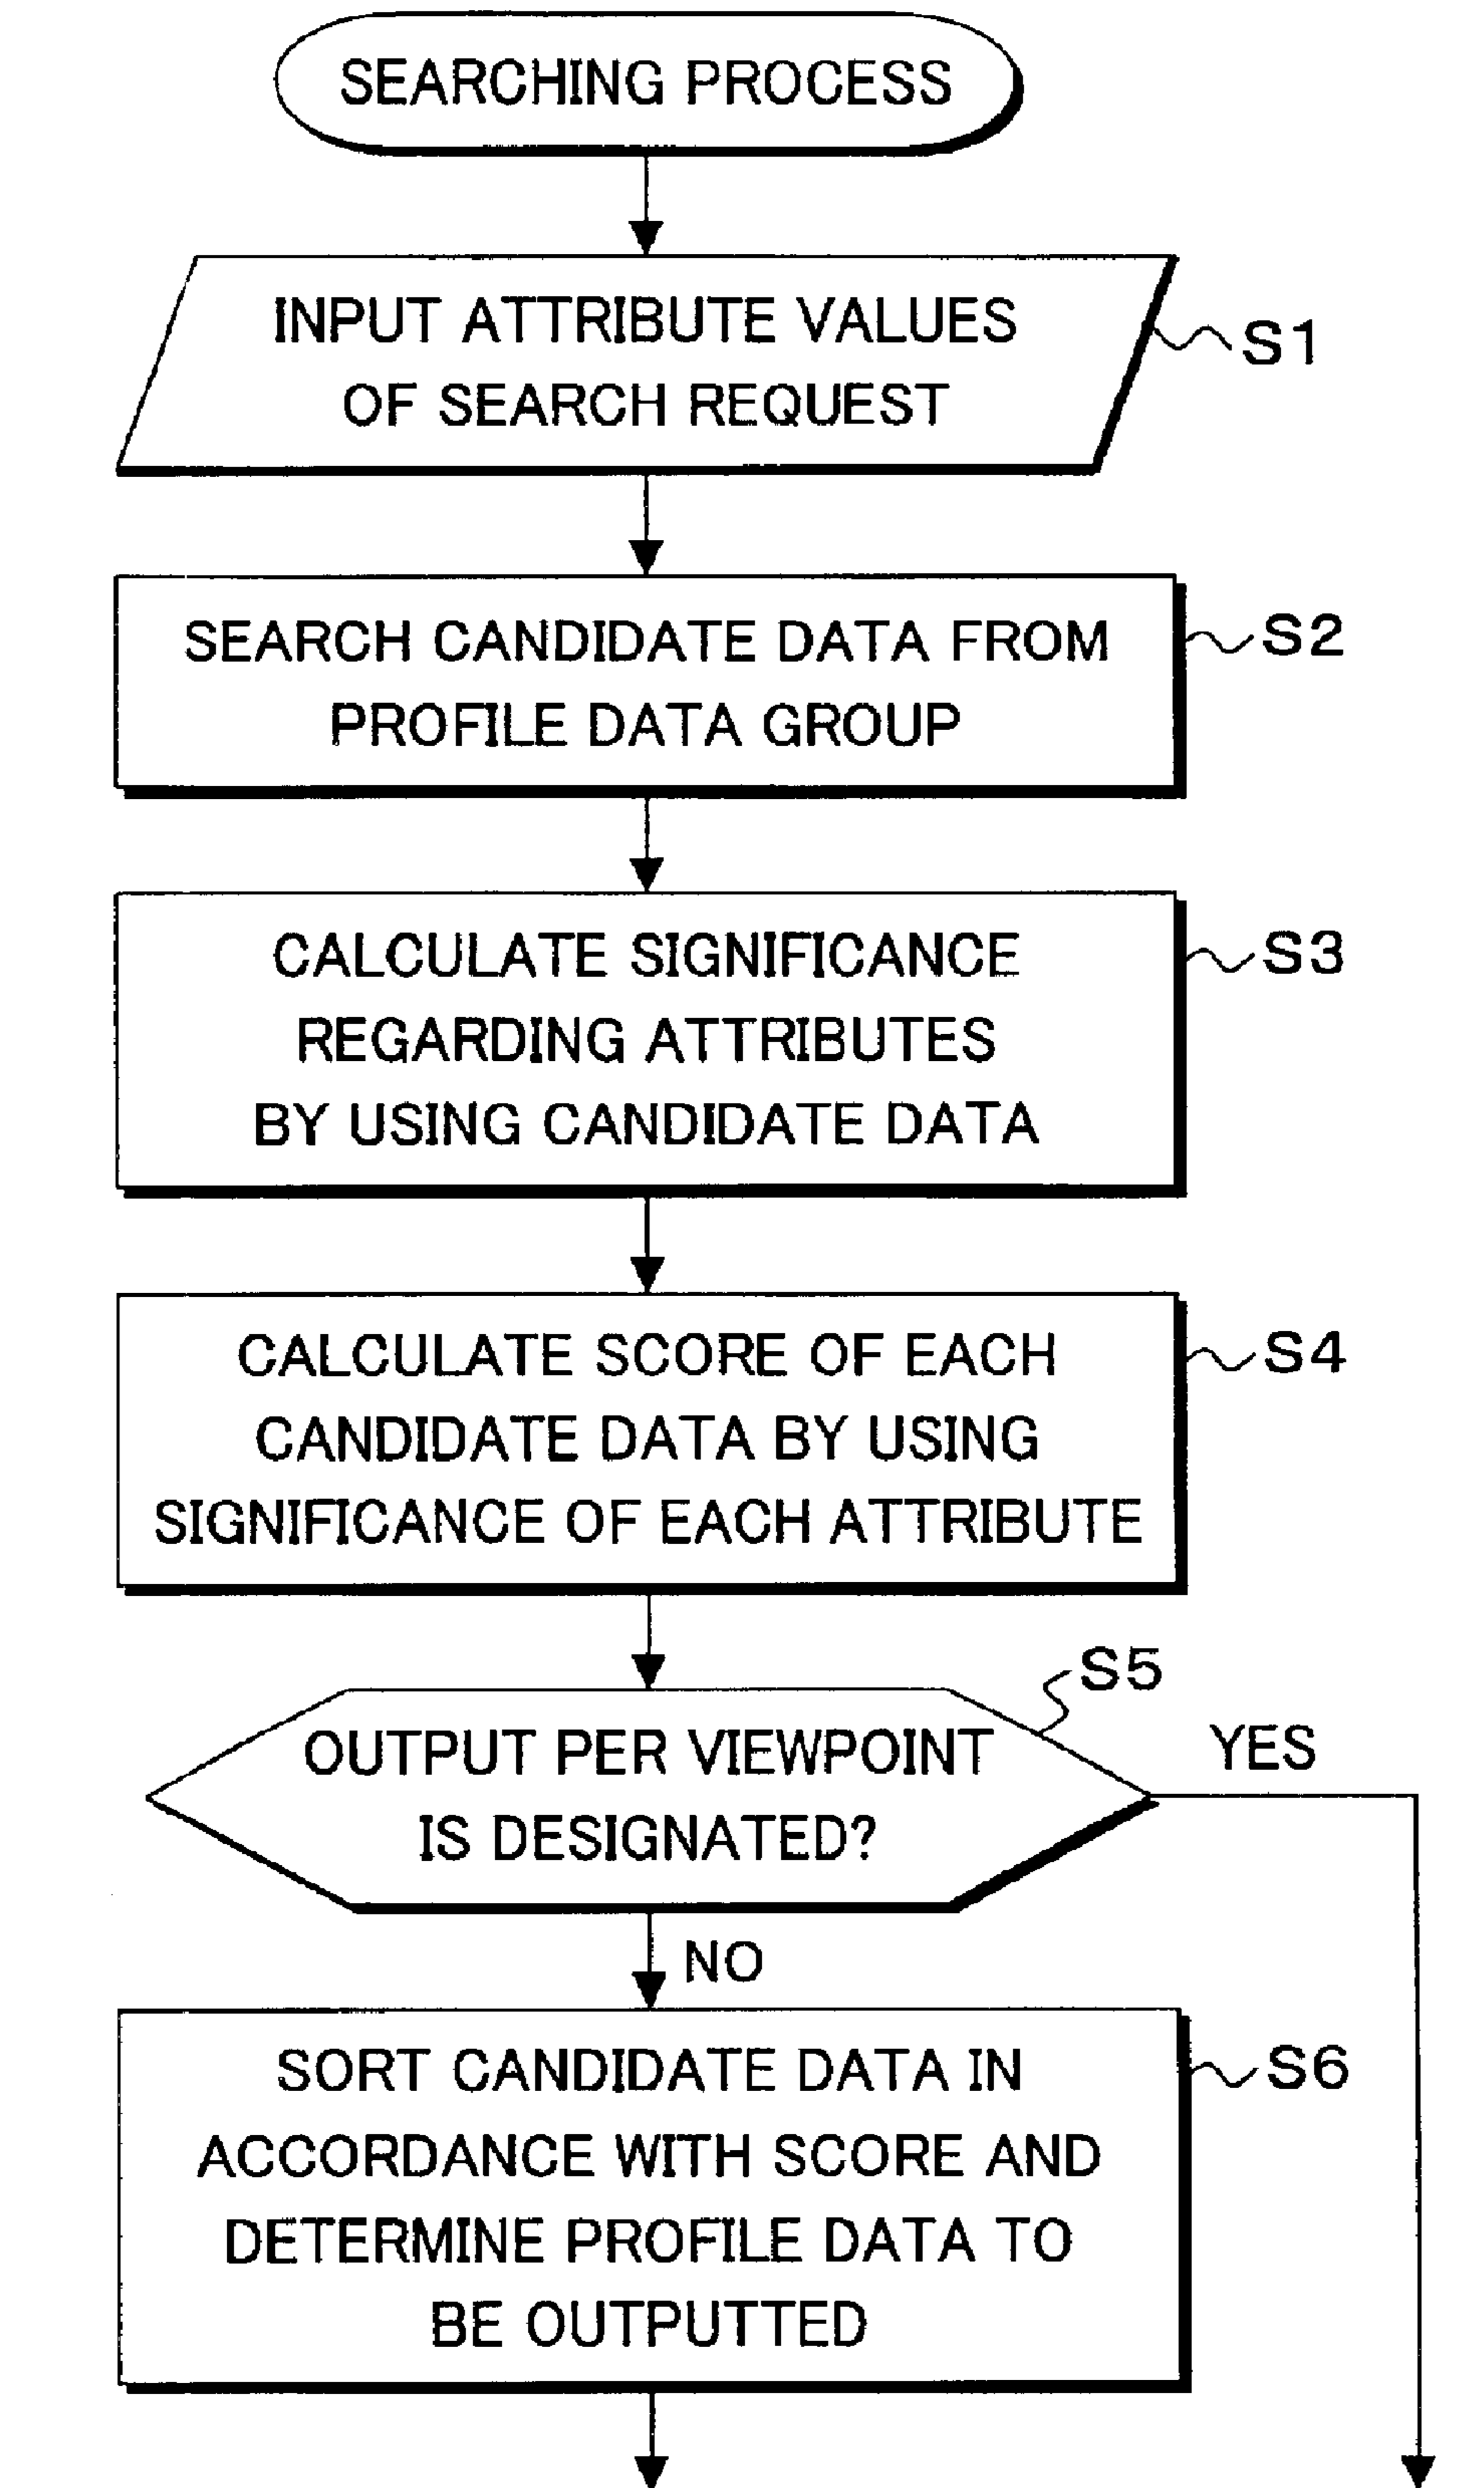 SEARCHING PROCESS
INPUT ATTRIBUTE VALUES
OF SEARCH REQUEST
S1
SEARCH CANDIDATE DATA FROM
PROFILE DATA GROUP
S2
CALCULATE SIGNIFICANCE
REGARDING ATTRIBUTES
BY USING CANDIDATE DATA
S3
CALCULATE SCORE OF EACH
CANDIDATE DATA BY USING
SIGNIFICANCE OF EACH ATTRIBUTE
S4
OUTPUT PER VIEWPOINT
IS DESIGNATED?
S5
YES
NO
SORT CANDIDATE DATA IN
ACCORDANCE WITH SCORE AND
DETERMINE PROFILE DATA TO
BE OUTPUTTED
S6